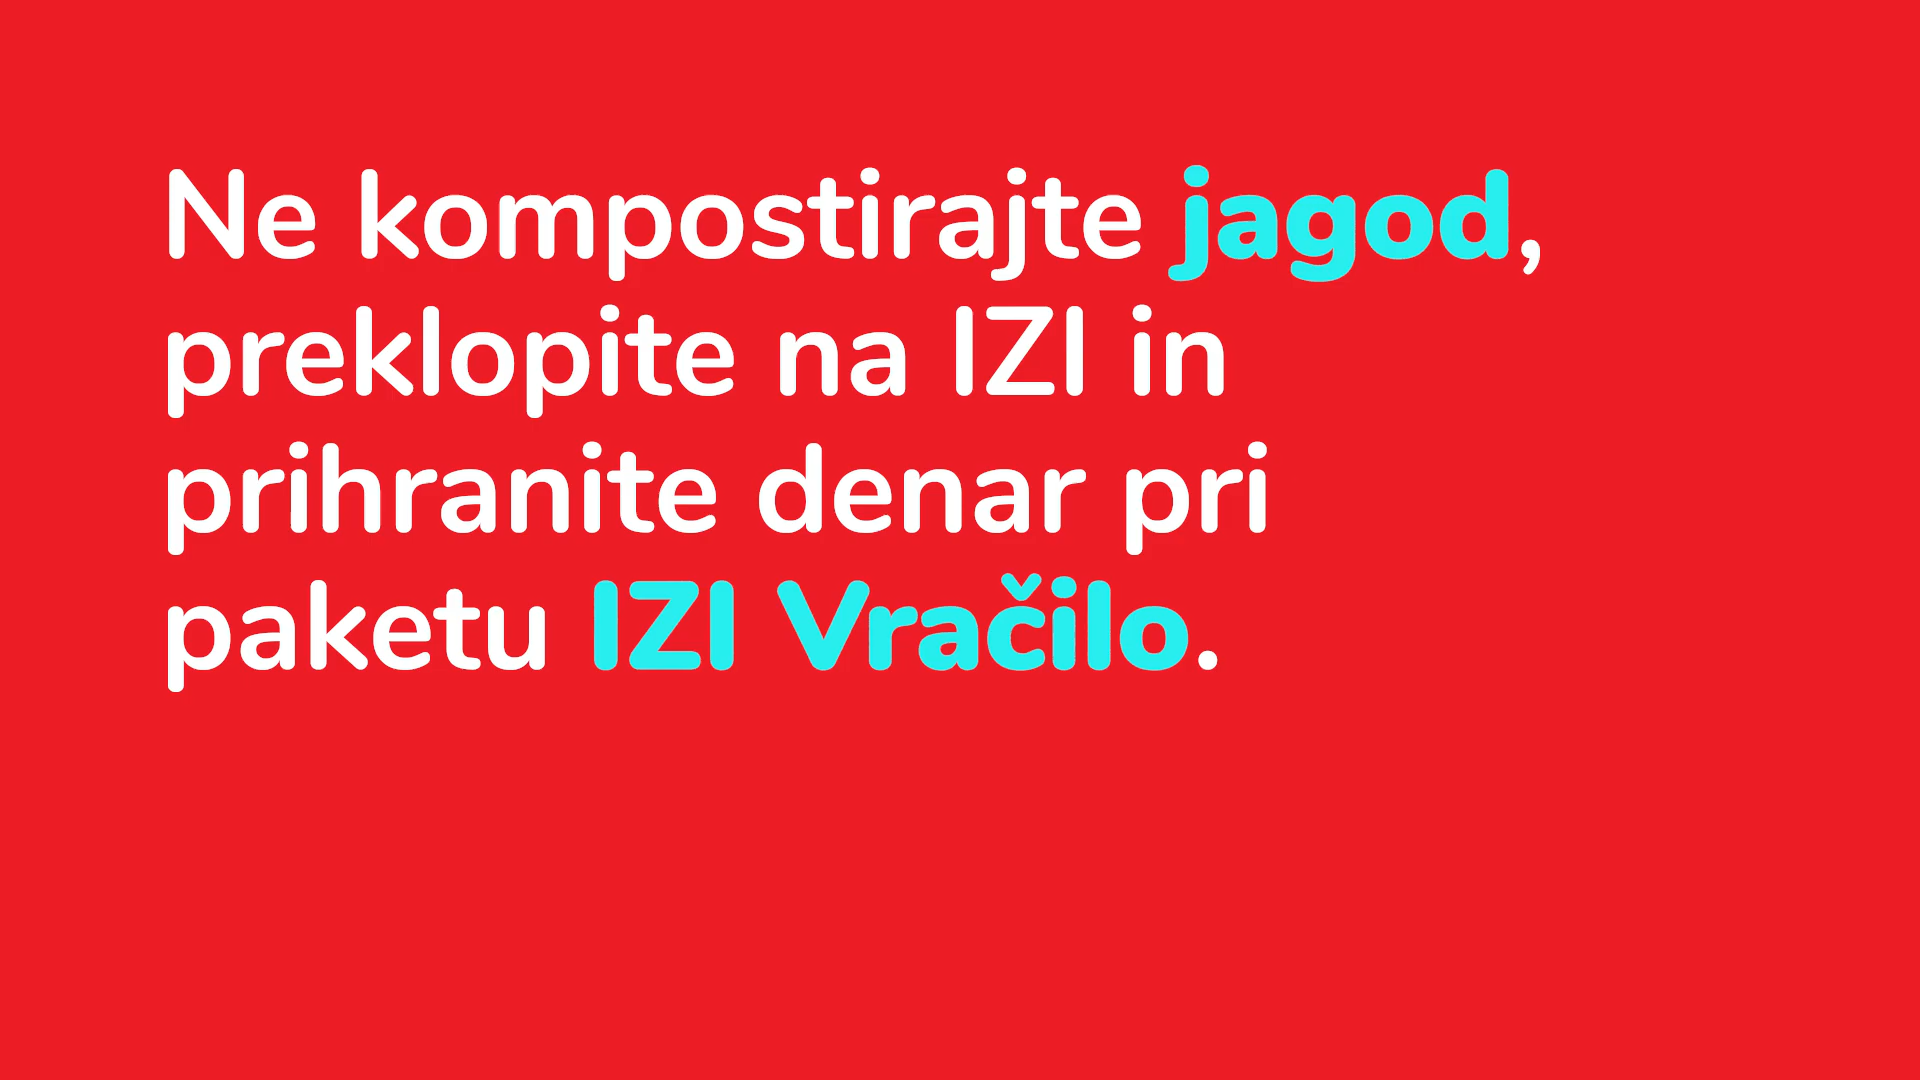 Ne kompostirajte jagod,
preklopite na IZI in
prihranite denar pri
paketu IZI Vračilo.